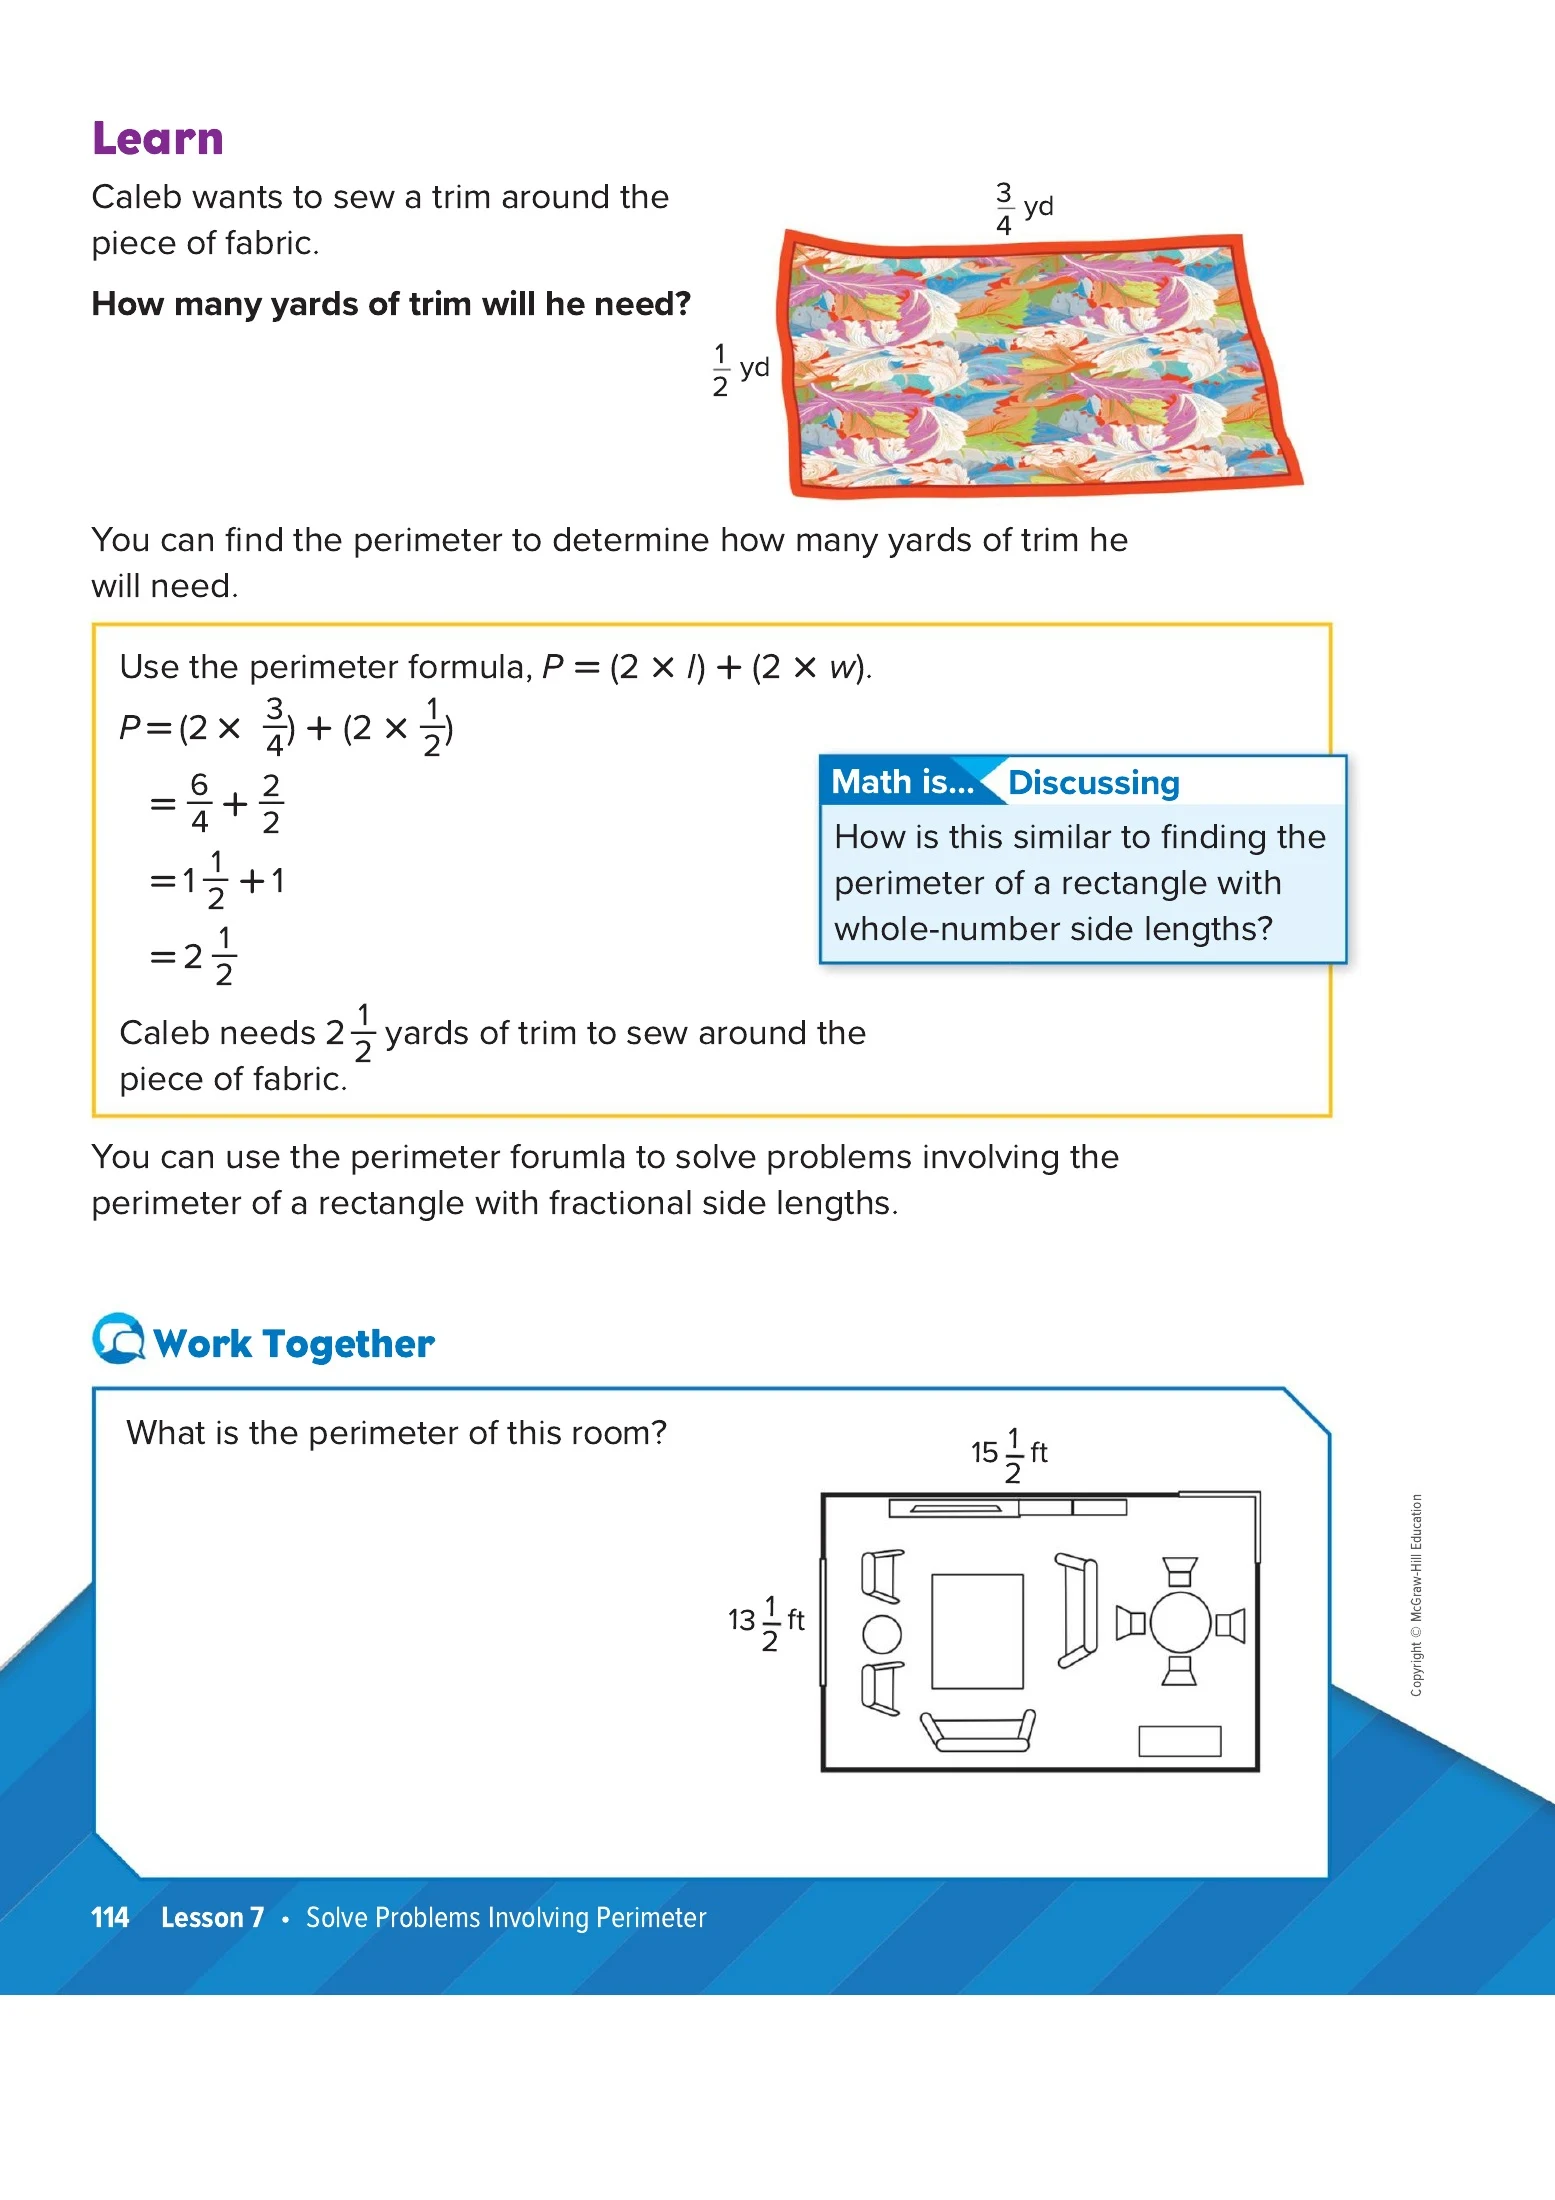 Learn
Caleb wants to sew a trim around the
piece of fabric.
How many yards of trim will he need?
3/4 yd
1/2 yd
You can find the perimeter to determine how many yards of trim he
will need.
Use the perimeter formula, P = (2 × l) + (2 × w).
P = (2 × 3/4) + (2 × 1/2)
= 6/4 + 2/2
= 1 1/2 + 1
= 2 1/2
Caleb needs 2 1/2 yards of trim to sew around the
piece of fabric.
Math is... Discussing
How is this similar to finding the
perimeter of a rectangle with
whole-number side lengths?
You can use the perimeter forumla to solve problems involving the
perimeter of a rectangle with fractional side lengths.
Work Together
What is the perimeter of this room?
15 1/2 ft
13 1/2 ft
Copyright © McGraw-Hill Education
114 Lesson 7 • Solve Problems Involving Perimeter